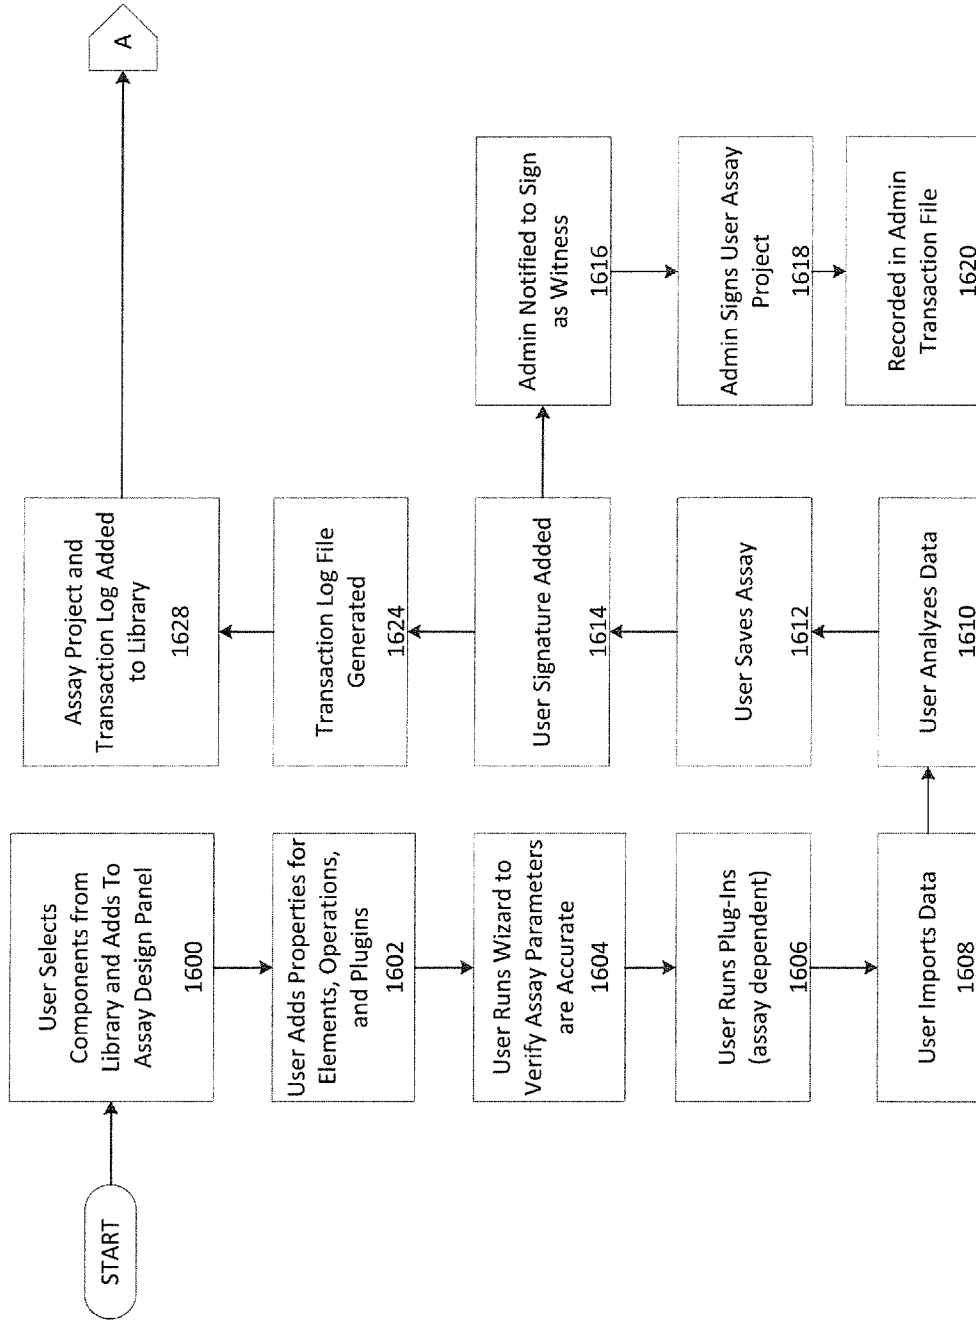 START
User Selects
Components from
Library and Adds To
Assay Design Panel
1600
User Adds Properties for
Elements, Operations,
and Plugins
1602
User Runs Wizard to
Verify Assay Parameters
are Accurate
1604
User Runs Plug-Ins
(assay dependent)
1606
User Imports Data
1608
User Analyzes Data
1610
User Saves Assay
1612
User Signature Added
1614
Admin Notified to Sign
as Witness
1616
Admin Signs User Assay
Project
1618
Recorded in Admin
Transaction File
1620
Transaction Log File
Generated
1624
Assay Project and
Transaction Log Added
to Library
1628
A